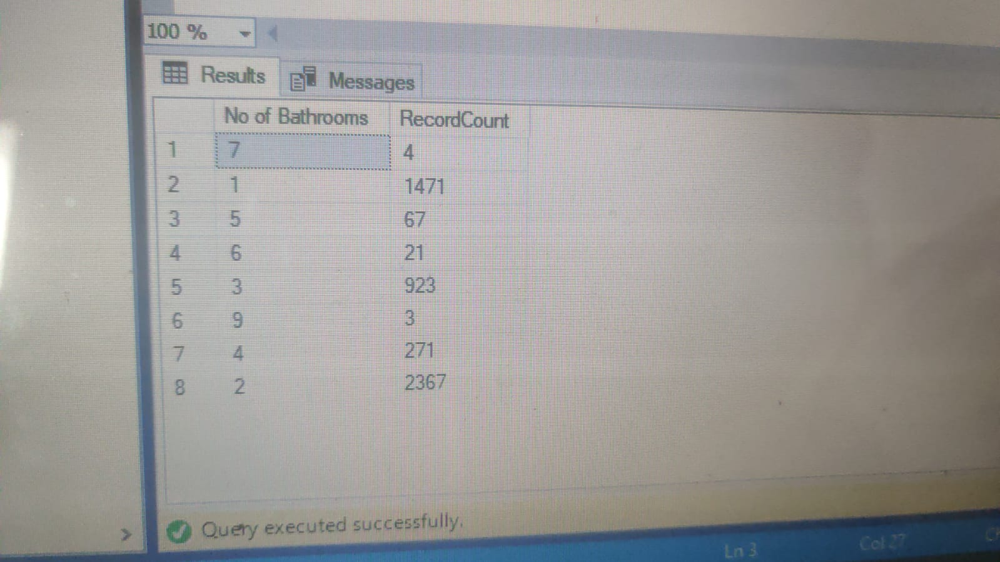 100 %
Results Messages
No of Bathrooms RecordCount
1 7 4
2 1 1471
3 5 67
4 6 21
5 3 923
6 9 3
7 4 271
8 2 2367
Query executed successfully.
Ln 3 Col 27